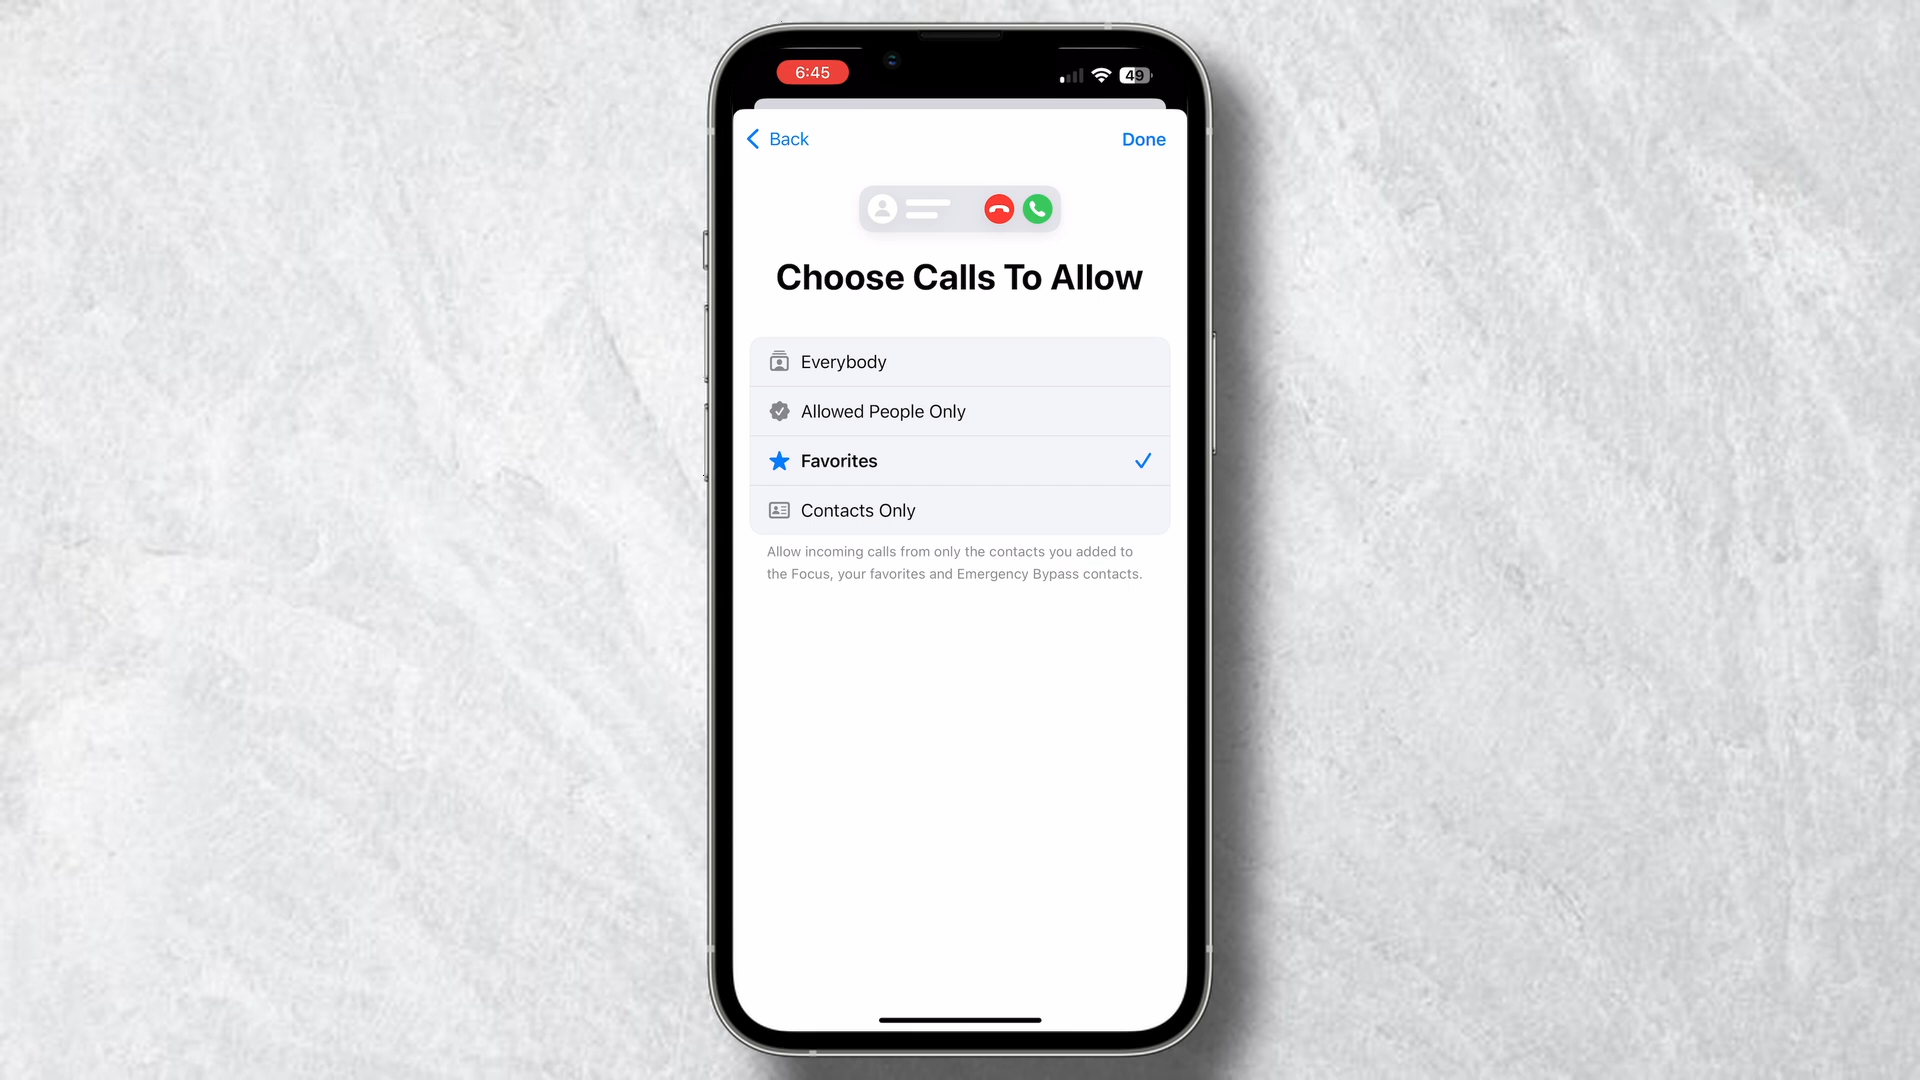 6:45
49
Back
Done
Choose Calls To Allow
Everybody
Allowed People Only
Favorites
Contacts Only
Allow incoming calls from only the contacts you added to
the Focus, your favorites and Emergency Bypass contacts.